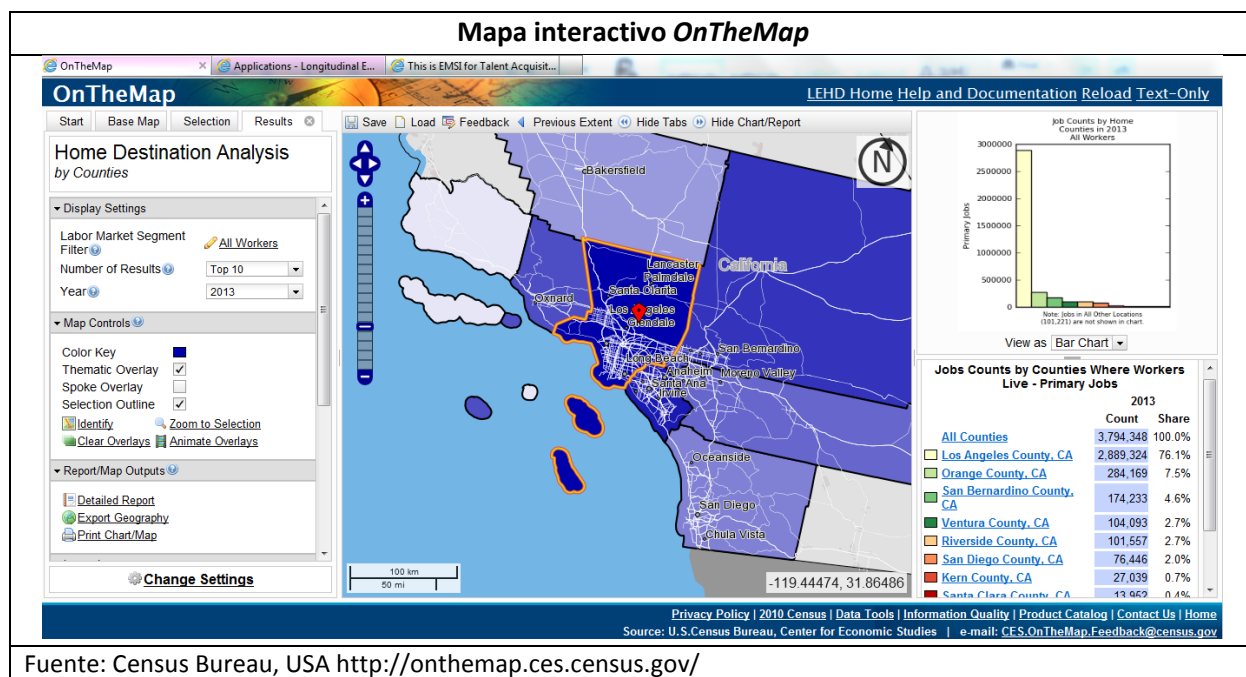 Mapa interactivo OnTheMap
OnTheMap
Applications - Longitudinal E...
This is EMSI for Talent Acquisit...
OnTheMap
LEHD Home Help and Documentation Reload Text-Only
Start Base Map Selection Results
Save Load Feedback Previous Extent Hide Tabs Hide Chart/Report
Home Destination Analysis
by Counties
Display Settings
Labor Market Segment
Filter
All Workers
Number of Results Top 10
Year 2013
Map Controls
Color Key
Thematic Overlay
Spoke Overlay
Selection Outline
Identify Zoom to Selection
Clear Overlays Animate Overlays
Report/Map Outputs
Detailed Report
Export Geography
Print Chart/Map
Change Settings
N
Bakersfield
California
Lancaster
Palmdale
Santa Clarita
Oxnard
Los Angeles
Glendale
San Bernardino
Long Beach
Anaheim
Moreno Valley
Santa Ana
Irvine
Oceanside
San Diego
Chula Vista
100 km
50 mi
-119.44474, 31.86486
Job Counts by Home
Counties in 2013
All Workers
Primary Jobs
3000000
2500000
2000000
1500000
1000000
500000
0
Note: Jobs in All Other Locations
(101,221) are not shown in chart.
View as Bar Chart
Jobs Counts by Counties Where Workers
Live - Primary Jobs
2013
Count Share
All Counties 3,794,348 100.0%
Los Angeles County, CA 2,889,324 76.1%
Orange County, CA 284,169 7.5%
San Bernardino County,
CA 174,233 4.6%
Ventura County, CA 104,093 2.7%
Riverside County, CA 101,557 2.7%
San Diego County, CA 76,446 2.0%
Kern County, CA 27,039 0.7%
Santa Clara County, CA 13,952 0.4%
Privacy Policy | 2010 Census | Data Tools | Information Quality | Product Catalog | Contact Us | Home
Source: U.S.Census Bureau, Center for Economic Studies | e-mail: CES.OnTheMap.Feedback@census.gov
Fuente: Census Bureau, USA http://onthemap.ces.census.gov/